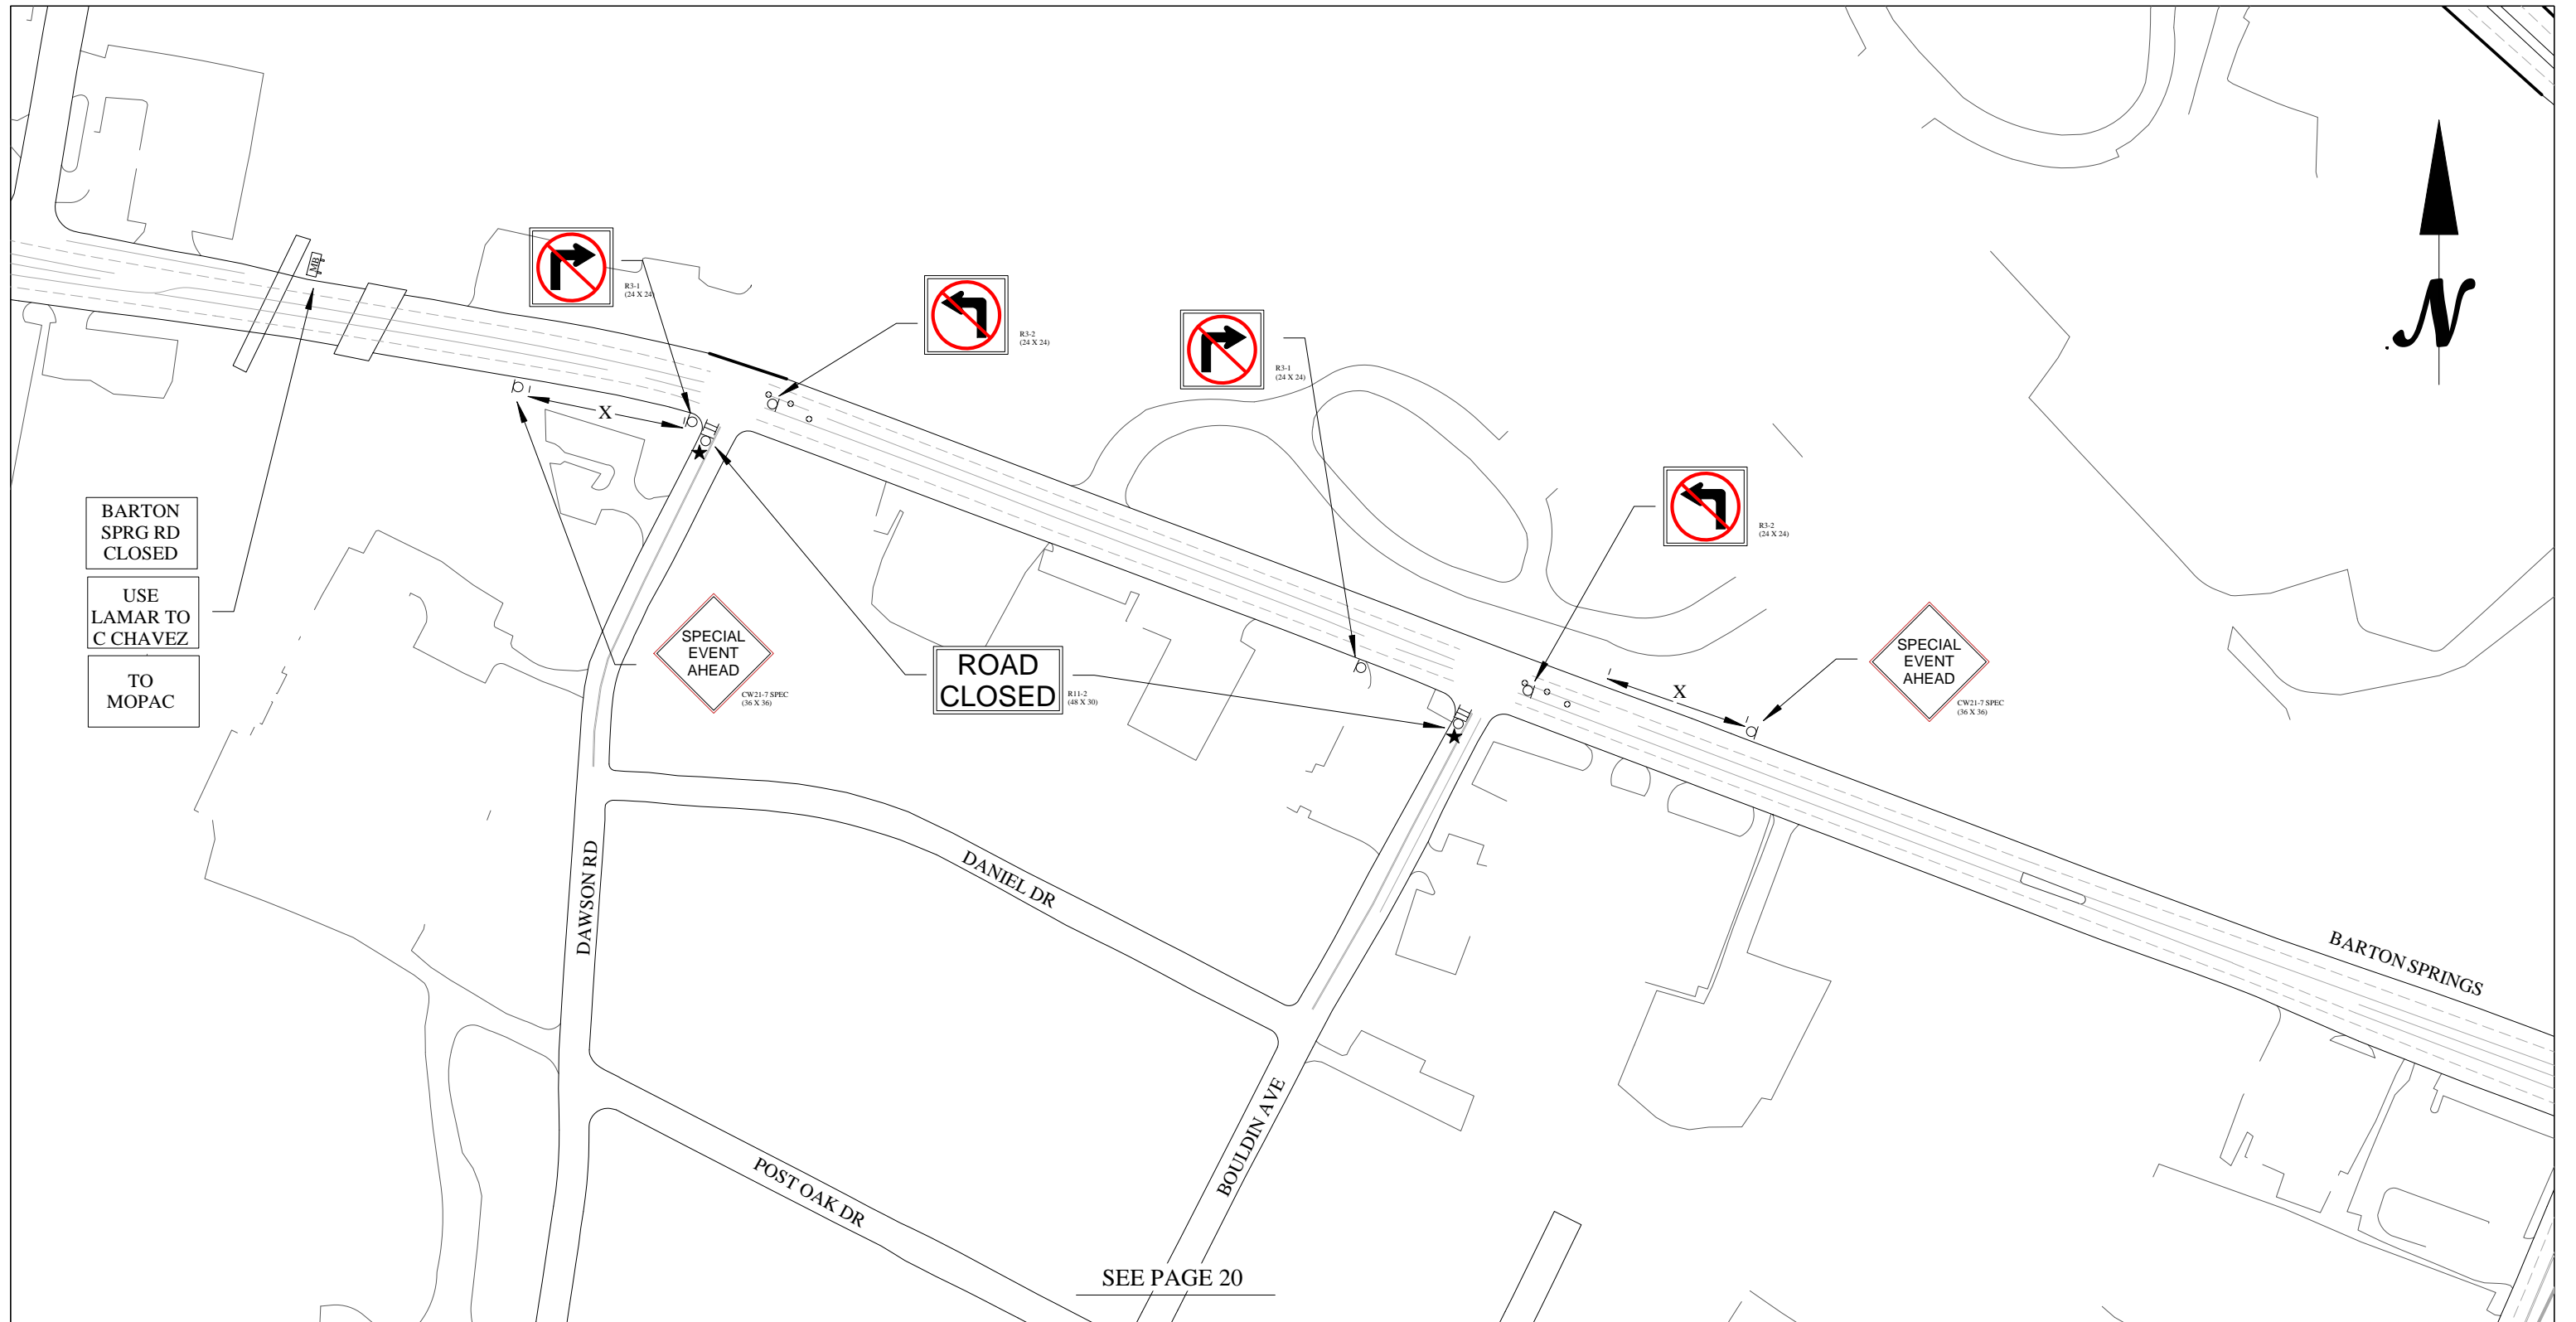 MB
R3-1
(24 X 24)
R3-2
(24 X 24)
R3-1
(24 X 24)
N
X
BARTON
SPRG RD
CLOSED
USE
LAMAR TO
C CHAVEZ
TO
MOPAC
R3-2
(24 X 24)
SPECIAL
EVENT
AHEAD
CW21-7 SPEC
(36 X 36)
ROAD
CLOSED
R11-2
(48 X 30)
X
SPECIAL
EVENT
AHEAD
CW21-7 SPEC
(36 X 36)
DAWSON RD
DANIEL DR
BARTON SPRINGS
POST OAK DR
BOULDIN AVE
SEE PAGE 20